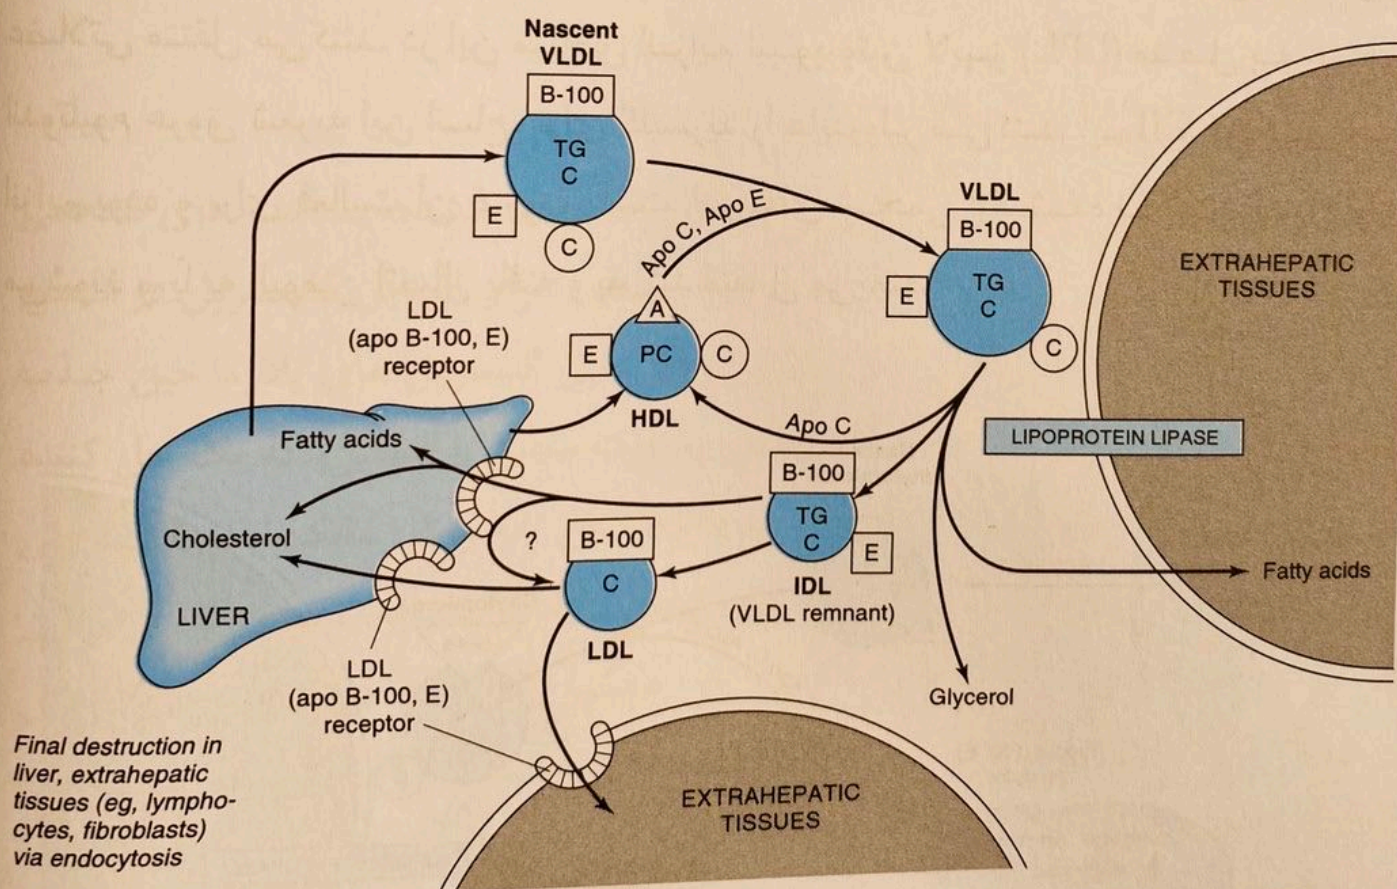 Nascent
VLDL
B-100
TG
C
E
C
Apo C, Apo E
VLDL
B-100
TG
C
E
C
EXTRAHEPATIC
TISSUES
LDL
(apo B-100, E)
receptor
A
E
PC
C
HDL
Apo C
LIPOPROTEIN LIPASE
Fatty acids
Cholesterol
LIVER
?
B-100
C
LDL
B-100
TG
C
E
IDL
(VLDL remnant)
Fatty acids
Glycerol
LDL
(apo B-100, E)
receptor
Final destruction in
liver, extrahepatic
tissues (eg, lympho-
cytes, fibroblasts)
via endocytosis
EXTRAHEPATIC
TISSUES